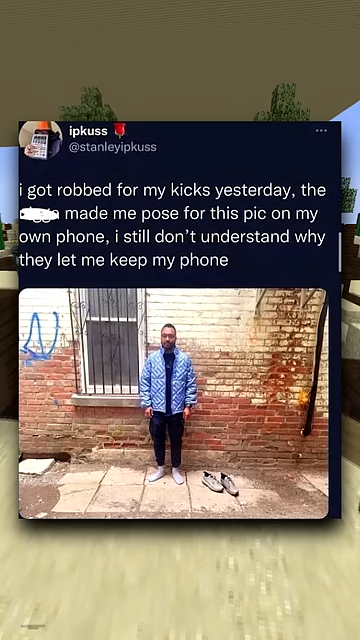 ipkuss 🌹
@stanleyipkuss
i got robbed for my kicks yesterday, the
made me pose for this pic on my
own phone, i still don’t understand why
they let me keep my phone